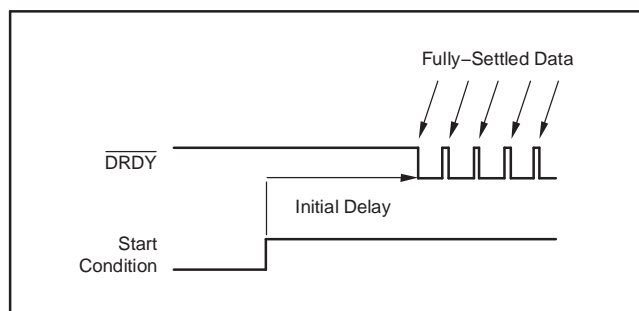 Fully–Settled Data
DRDY
Initial Delay
Start
Condition